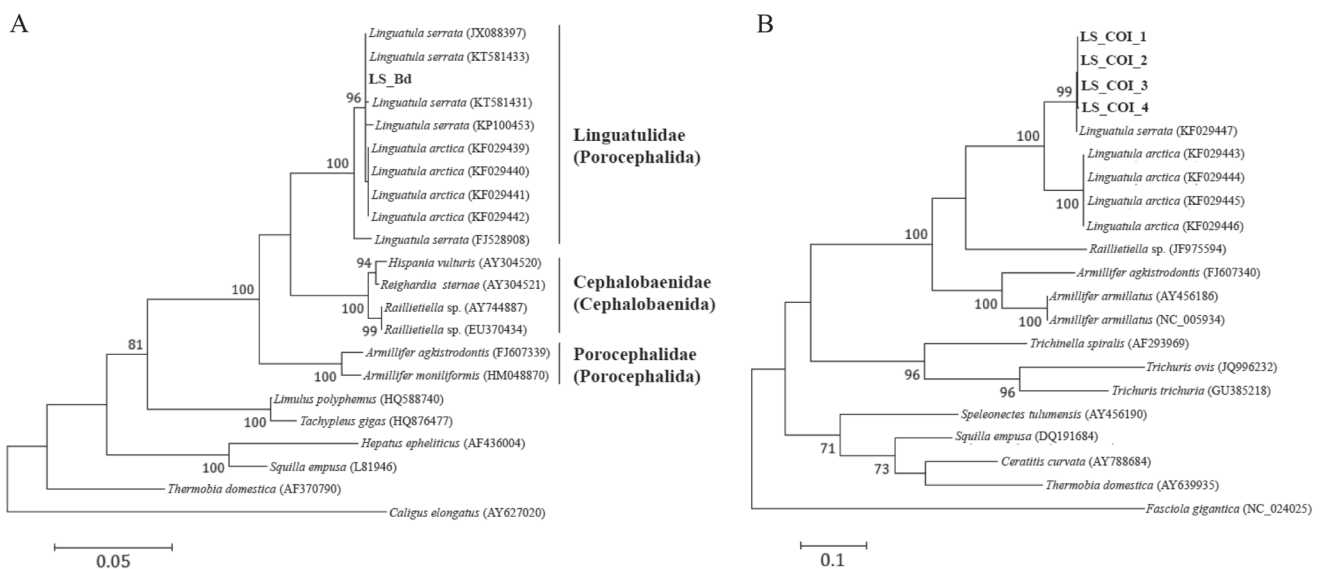 A
Linguatula serrata (JX088397)
Linguatula serrata (KT581433)
LS_Bd
96
Linguatula serrata (KT581431)
Linguatula serrata (KP100453)
Linguatula arctica (KF029439)
100
Linguatula arctica (KF029440)
Linguatula arctica (KF029441)
Linguatula arctica (KF029442)
Linguatula serrata (FJ528908)
Linguatulidae
(Porocephalida)
94
Hispania vulturis (AY304520)
Reighardia sternae (AY304521)
100
Raillietiella sp. (AY744887)
99
Raillietiella sp. (EU370434)
Cephalobaenidae
(Cephalobaenida)
100
81
Armillifer agkistrodontis (FJ607339)
100
Armillifer moniliformis (HM048870)
Porocephalidae
(Porocephalida)
Limulus polyphemus (HQ588740)
100
Tachypleus gigas (HQ876477)
Hepatus epheliticus (AF436004)
100
Squilla empusa (L81946)
Thermobia domestica (AF370790)
Caligus elongatus (AY627020)
0.05
B
LS_COI_1
LS_COI_2
99
LS_COI_3
LS_COI_4
100
Linguatula serrata (KF029447)
Linguatula arctica (KF029443)
Linguatula arctica (KF029444)
100
Linguatula arctica (KF029445)
Linguatula arctica (KF029446)
100
Raillietiella sp. (JF975594)
Armillifer agkistrodontis (FJ607340)
100
Armillifer armillatus (AY456186)
100
Armillifer armillatus (NC_005934)
Trichinella spiralis (AF293969)
96
Trichuris ovis (JQ996232)
96
Trichuris trichuria (GU385218)
Speleonectes tulumensis (AY456190)
71
Squilla empusa (DQ191684)
73
Ceratitis curvata (AY788684)
Thermobia domestica (AY639935)
Fasciola gigantica (NC_024025)
0.1